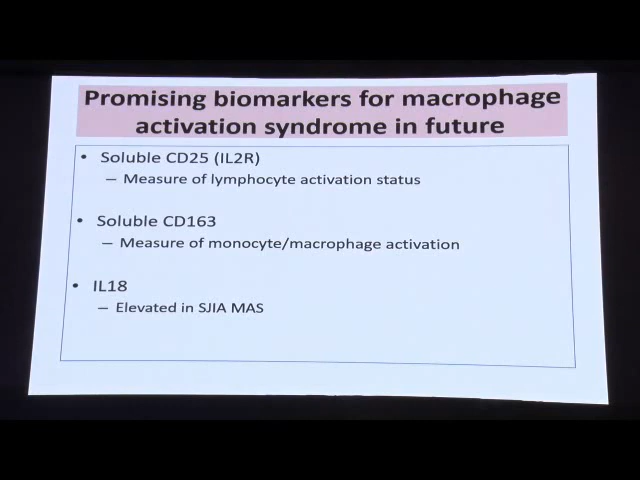 Promising biomarkers for macrophage
activation syndrome in future
• Soluble CD25 (IL2R)
– Measure of lymphocyte activation status
• Soluble CD163
– Measure of monocyte/macrophage activation
• IL18
– Elevated in SJIA MAS